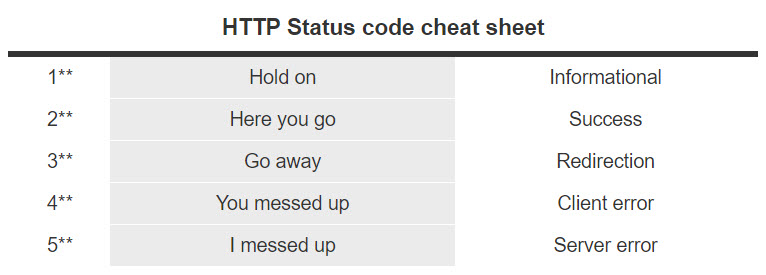 HTTP Status code cheat sheet
1** Hold on Informational
2** Here you go Success
3** Go away Redirection
4** You messed up Client error
5** I messed up Server error